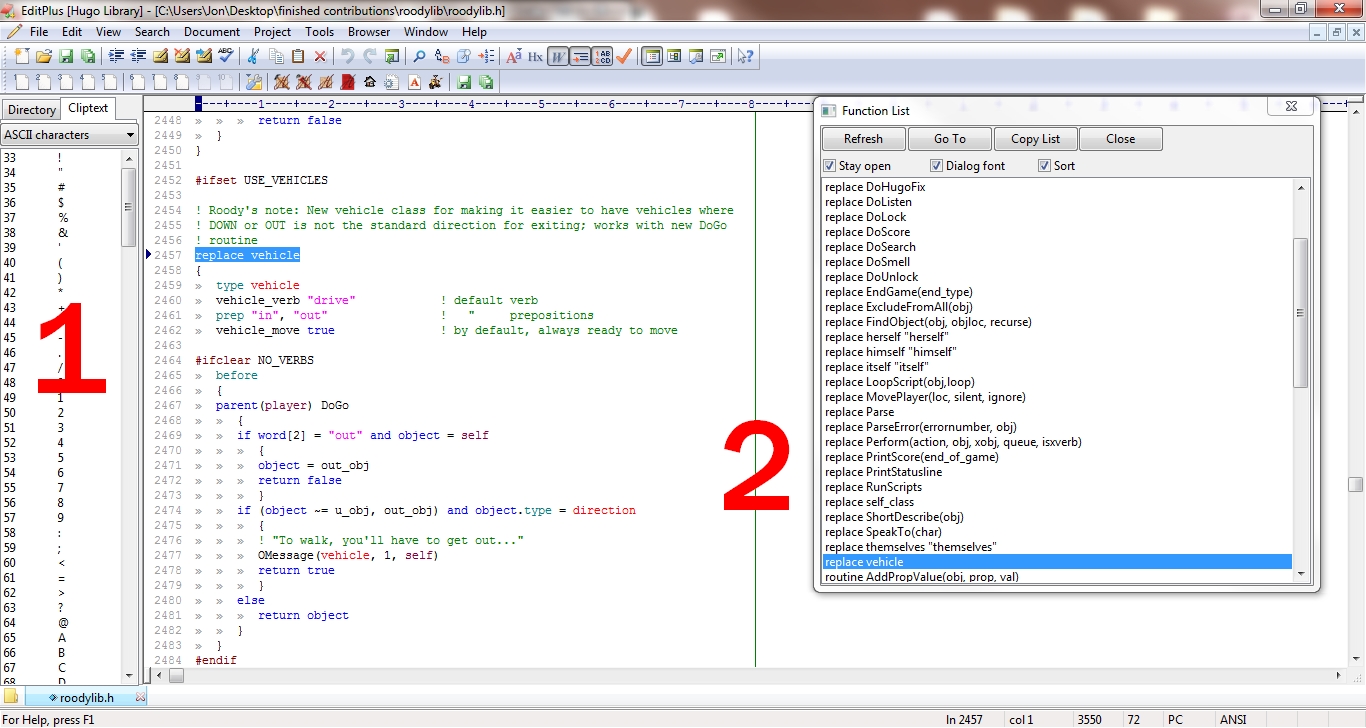 EditPlus [Hugo Library] - [C:\Users\Jon\Desktop\finished contributions\roodylib\roodylib.h]
File Edit View Search Document Project Tools Browser Window Help
Directory Cliptext
ASCII characters
33 !
34 "
35 #
36 $
37 %
38 &
39 '
40 (
41 )
42 *
43 +
44
45 -
46 .
47 /
48
49 1
50 2
51 3
52 4
53 5
54 6
55 7
56 8
57 9
58 :
59 ;
60 <
61 =
62 >
63 ?
64 @
65 A
66 B
67 C
68 D
1
----+----1----+----2----+----3----+----4----+----5----+----6----+----7----+----8
2448 » » » return false
2449 » }
2450 }
2451
2452 #ifset USE_VEHICLES
2453
2454 ! Roody's note: New vehicle class for making it easier to have vehicles where
2455 ! DOWN or OUT is not the standard direction for exiting; works with new DoGo
2456 ! routine
2457 replace vehicle
2458 {
2459 » type vehicle
2460 » vehicle_verb "drive" ! default verb
2461 » prep "in", "out" ! " prepositions
2462 » vehicle_move true ! by default, always ready to move
2463
2464 #ifclear NO_VERBS
2465 » before
2466 » {
2467 » parent(player) DoGo
2468 » » {
2469 » » if word[2] = "out" and object = self
2470 » » » {
2471 » » » object = out_obj
2472 » » » return false
2473 » » » }
2474 » » if (object ~= u_obj, out_obj) and object.type = direction
2475 » » » {
2476 » » » ! "To walk, you'll have to get out..."
2477 » » » OMessage(vehicle, 1, self)
2478 » » » return true
2479 » » » }
2480 » » else
2481 » » » return object
2482 » » }
2483 » }
2484 #endif
2
Function List
Refresh Go To Copy List Close
Stay open Dialog font Sort
replace DoHugoFix
replace DoListen
replace DoLock
replace DoScore
replace DoSearch
replace DoSmell
replace DoUnlock
replace EndGame(end_type)
replace ExcludeFromAll(obj)
replace FindObject(obj, objloc, recurse)
replace herself "herself"
replace himself "himself"
replace itself "itself"
replace LoopScript(obj,loop)
replace MovePlayer(loc, silent, ignore)
replace Parse
replace ParseError(errornumber, obj)
replace Perform(action, obj, xobj, queue, isxverb)
replace PrintScore(end_of_game)
replace PrintStatusline
replace RunScripts
replace self_class
replace ShortDescribe(obj)
replace SpeakTo(char)
replace themselves "themselves"
replace vehicle
routine AddPropValue(obj, prop, val)
roodylib.h
For Help, press F1 ln 2457 col 1 3550 72 PC ANSI